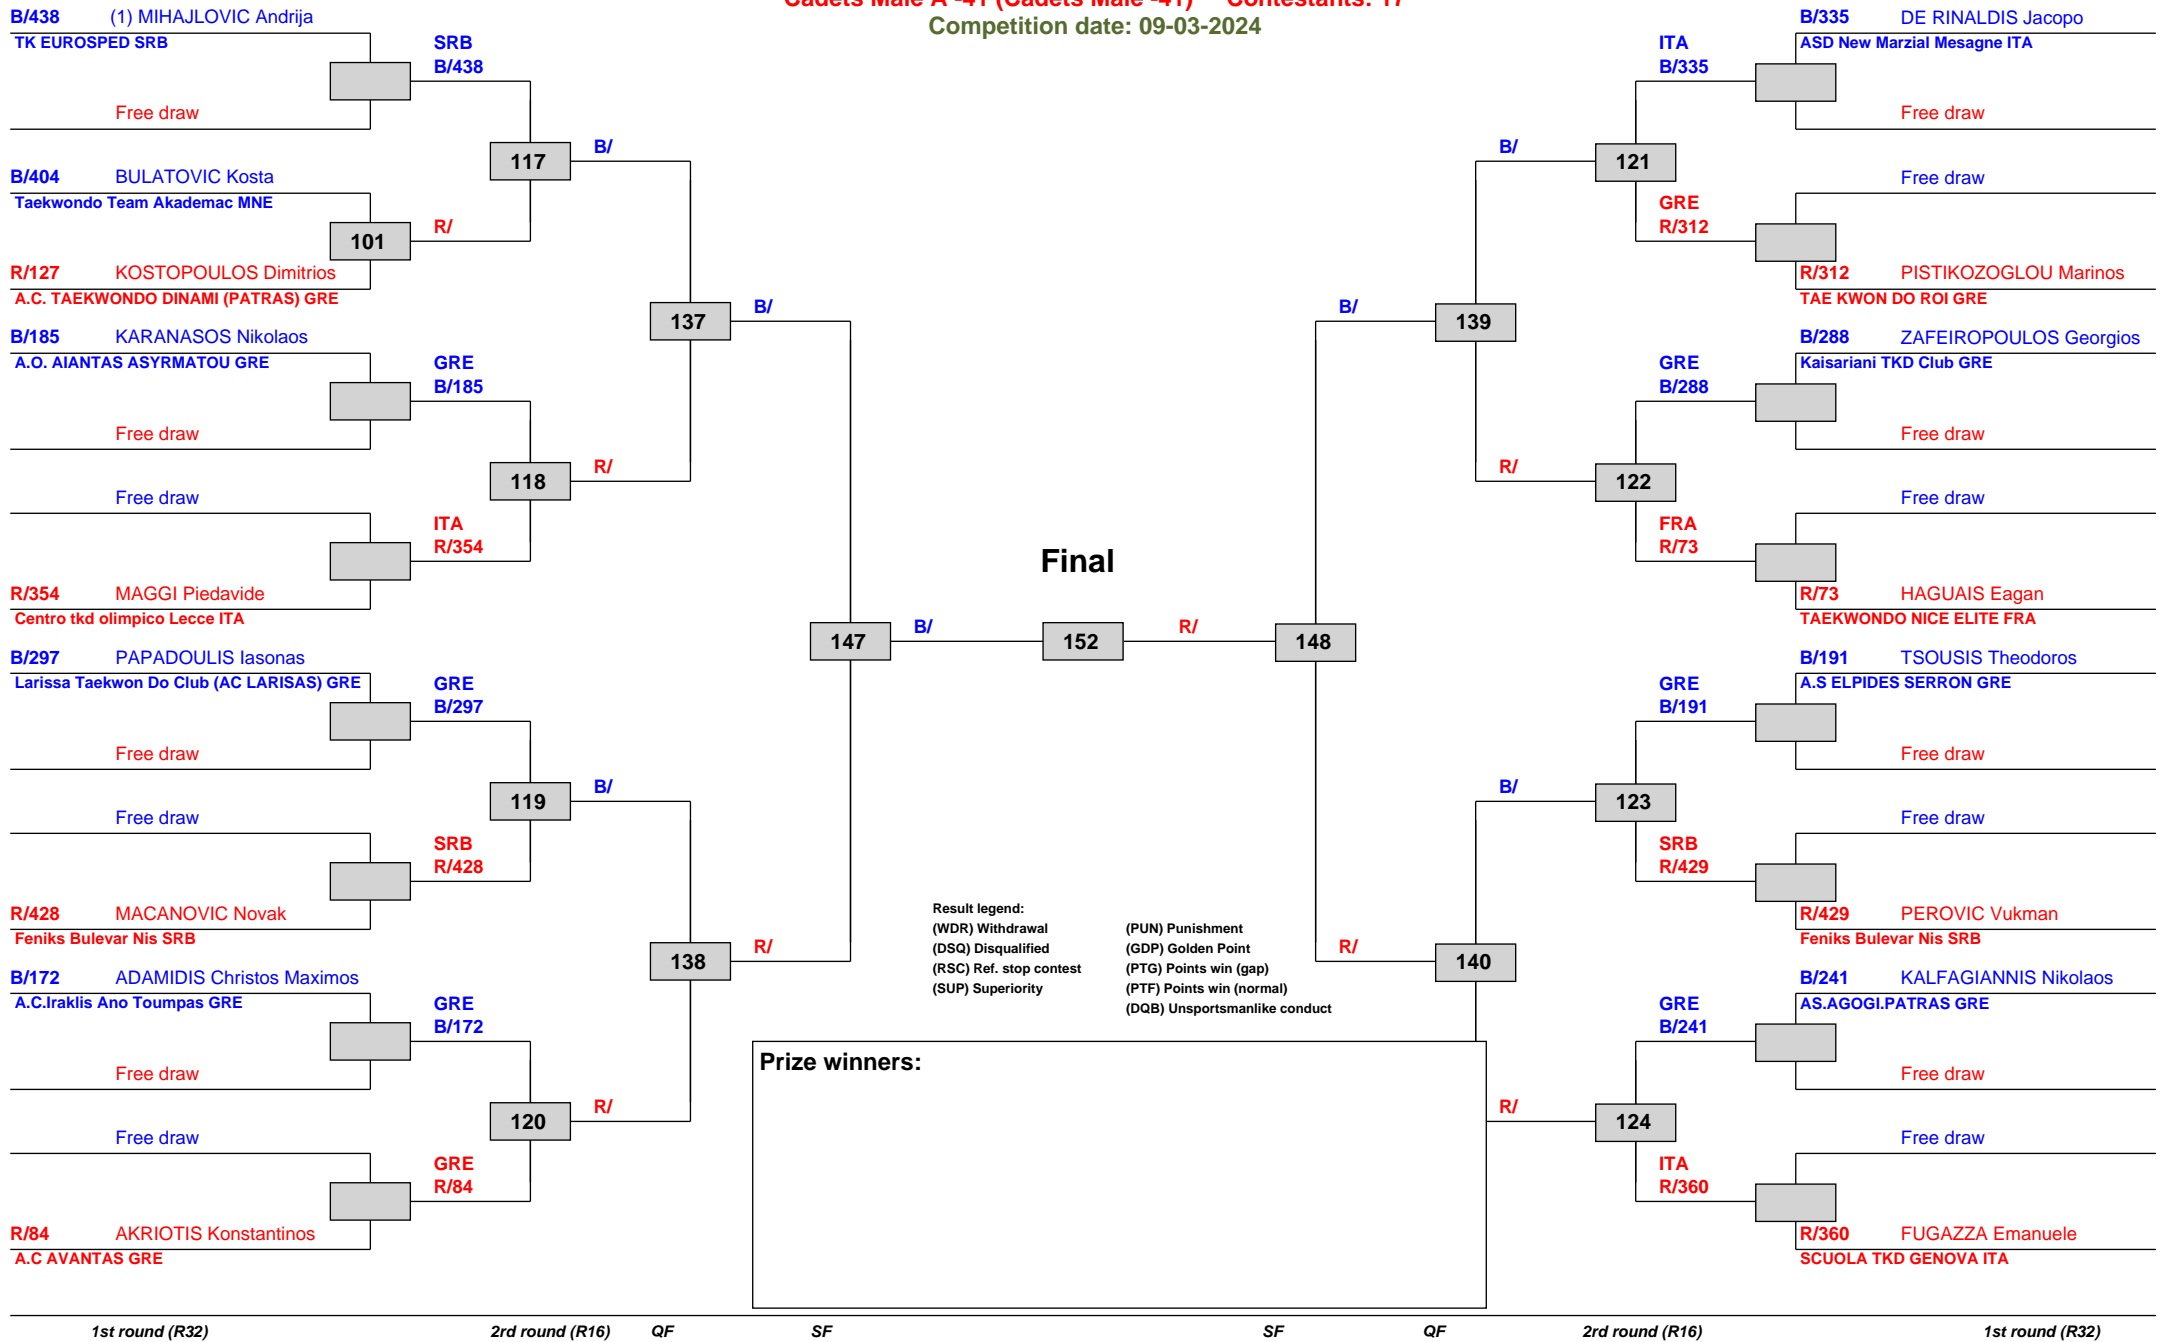 Cadets Male A -41 (Cadets Male -41) Contestants: 17
Competition date: 09-03-2024
B/438 (1) MIHAJLOVIC Andrija
TK EUROSPED SRB
SRB
B/438
Free draw
117
B/
B/404 BULATOVIC Kosta
Taekwondo Team Akademac MNE
101
R/
R/127 KOSTOPOULOS Dimitrios
A.C. TAEKWONDO DINAMI (PATRAS) GRE
137
B/
B/185 KARANASOS Nikolaos
A.O. AIANTAS ASYRMATOU GRE
GRE
B/185
Free draw
118
R/
Free draw
ITA
R/354
R/354 MAGGI Piedavide
Centro tkd olimpico Lecce ITA
147
B/
B/297 PAPADOULIS Iasonas
Larissa Taekwon Do Club (AC LARISAS) GRE
GRE
B/297
Free draw
119
B/
Free draw
SRB
R/428
R/428 MACANOVIC Novak
Feniks Bulevar Nis SRB
138
R/
B/172 ADAMIDIS Christos Maximos
A.C.Iraklis Ano Toumpas GRE
GRE
B/172
Free draw
120
R/
Free draw
GRE
R/84
R/84 AKRIOTIS Konstantinos
A.C AVANTAS GRE
Final
152
R/
148
B/335 DE RINALDIS Jacopo
ASD New Marzial Mesagne ITA
ITA
B/335
Free draw
B/
121
Free draw
GRE
R/312
R/312 PISTIKOZOGLOU Marinos
TAE KWON DO ROI GRE
B/
139
B/288 ZAFEIROPOULOS Georgios
Kaisariani TKD Club GRE
GRE
B/288
Free draw
R/
122
Free draw
FRA
R/73
R/73 HAGUAIS Eagan
TAEKWONDO NICE ELITE FRA
B/191 TSOUSIS Theodoros
A.S ELPIDES SERRON GRE
GRE
B/191
Free draw
B/
123
Free draw
SRB
R/429
R/429 PEROVIC Vukman
Feniks Bulevar Nis SRB
R/
140
B/241 KALFAGIANNIS Nikolaos
AS.AGOGI.PATRAS GRE
GRE
B/241
Free draw
R/
124
Free draw
ITA
R/360
R/360 FUGAZZA Emanuele
SCUOLA TKD GENOVA ITA
Result legend:
(WDR) Withdrawal (PUN) Punishment
(DSQ) Disqualified (GDP) Golden Point
(RSC) Ref. stop contest (PTG) Points win (gap)
(SUP) Superiority (PTF) Points win (normal)
(DQB) Unsportsmanlike conduct
Prize winners:
1st round (R32) 2rd round (R16) QF SF SF QF 2rd round (R16) 1st round (R32)